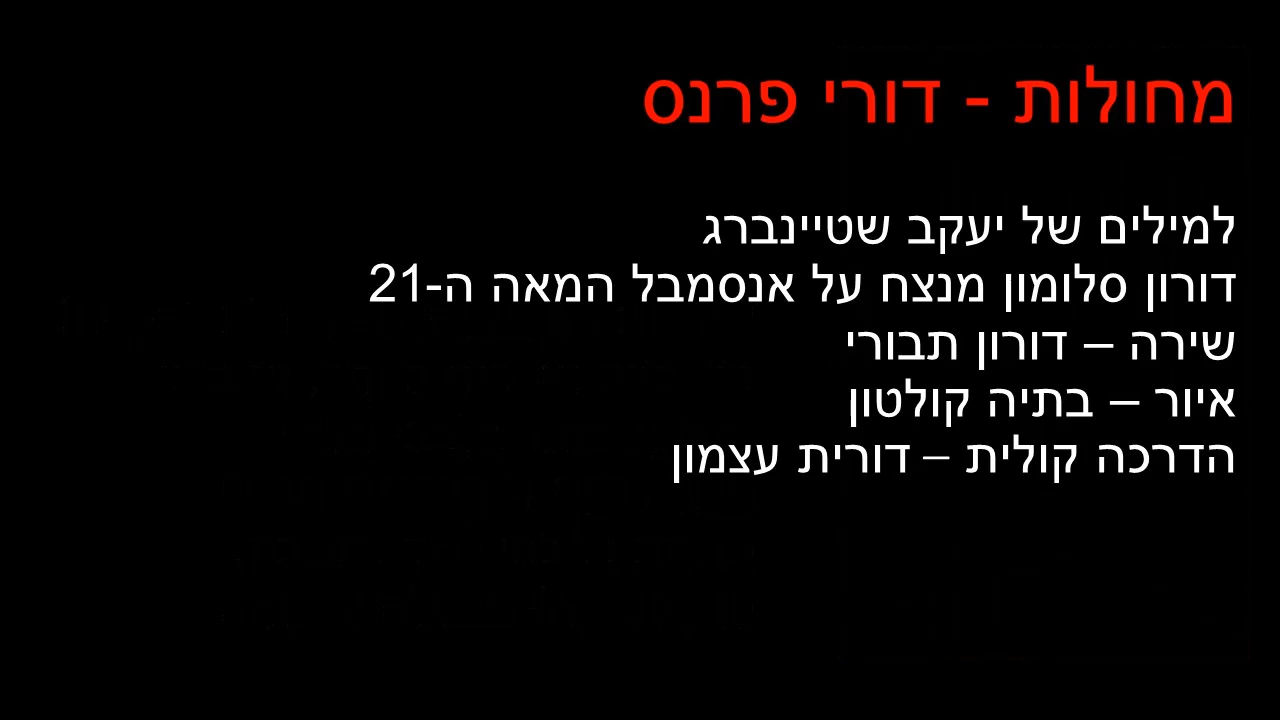 מחולות - דורי פרנס
למילים של יעקב שטיינברג
דורון סלומון מנצח על אנסמבל המאה ה-21
שירה – דורון תבורי
איור – בתיה קולטון
הדרכה קולית – דורית עצמון